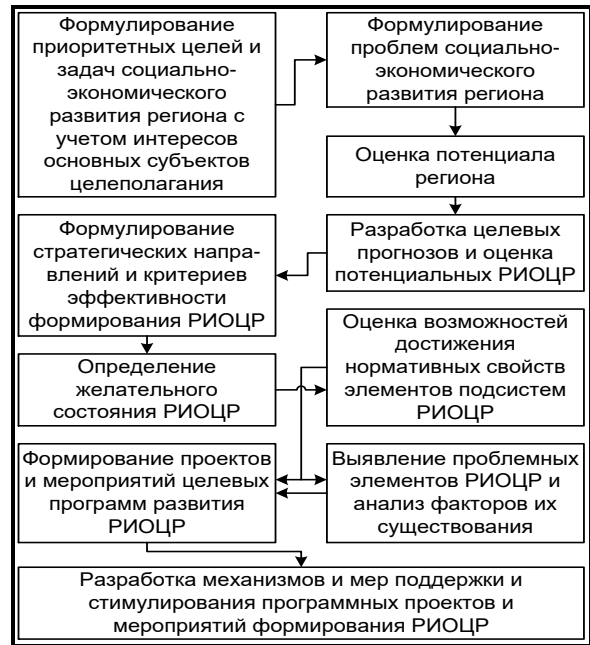 Формулирование
приоритетных целей и
задач социально-
экономического
развития региона с
учетом интересов
основных субъектов
целеполагания
Формулирование
проблем социально-
экономического
развития региона
Оценка потенциала
региона
Разработка целевых
прогнозов и оценка
потенциальных РИОЦР
Формулирование
стратегических направ-
лений и критериев
эффективности
формирования РИОЦР
Определение
желательного
состояния РИОЦР
Оценка возможностей
достижения
нормативных свойств
элементов подсистем
РИОЦР
Формирование проектов
и мероприятий целевых
программ развития
РИОЦР
Выявление проблемных
элементов РИОЦР и
анализ факторов их
существования
Разработка механизмов и мер поддержки и
стимулирования программных проектов и
мероприятий формирования РИОЦР